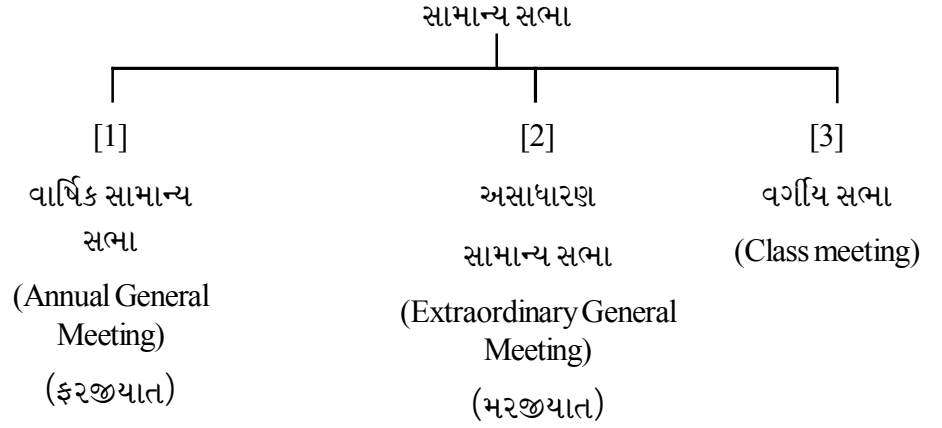 સામાન્ય સભા
[1]
વાર્ષિક સામાન્ય
સભા
(Annual General
Meeting)
(ફરજીયાત)
[2]
અસાધારણ
સામાન્ય સભા
(Extraordinary General
Meeting)
(મરજીયાત)
[3]
વર્ગીય સભા
(Class meeting)